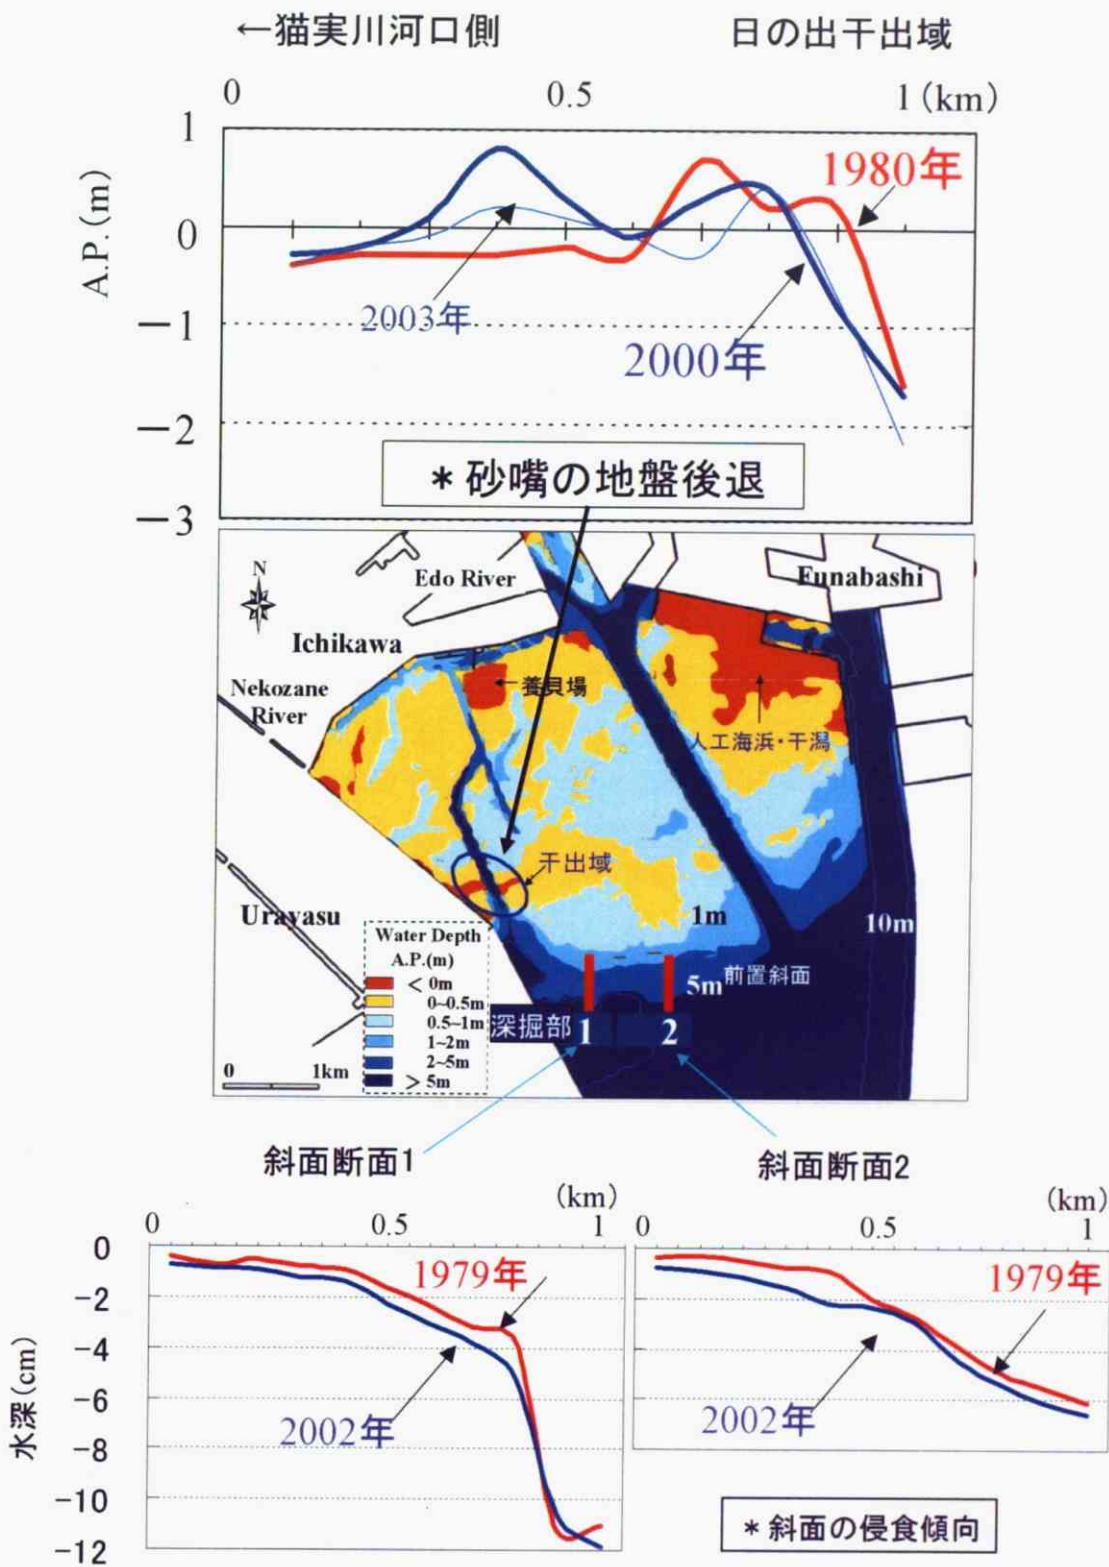 ←猫実川河口側 日の出干出域
0 0.5 1(km)
1
0
−1
−2
−3
A.P.(m)
1980年
2003年
2000年
*砂嘴の地盤後退
N
Edo River
Funabashi
Ichikawa
Nekozane
River
←養貝場
人工海浜・干潟
干出域
Urayasu
1m
10m
5m
前置斜面
深掘部 1 2
Water Depth
A.P.(m)
< 0m
0~0.5m
0.5~1m
1~2m
2~5m
> 5m
0 1km
斜面断面1
斜面断面2
(km)
0 0.5 1
(km)
0 0.5 1
0
-2
-4
-6
-8
-10
-12
水深(cm)
1979年
2002年
1979年
2002年
*斜面の侵食傾向